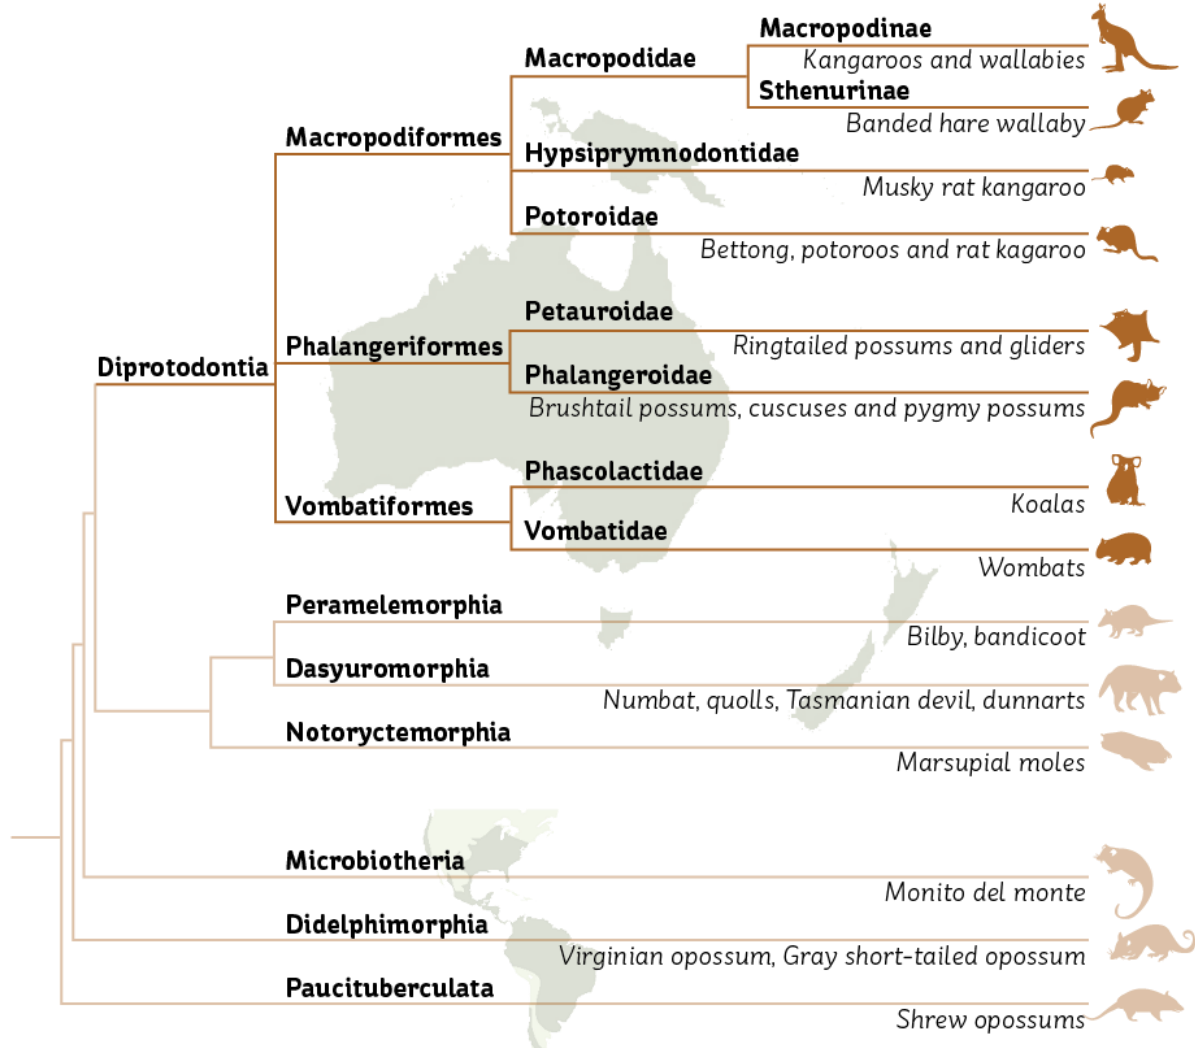 Macropodinae
Kangaroos and wallabies
Macropodidae
Sthenurinae
Banded hare wallaby
Macropodiformes
Hypsiprymnodontidae
Musky rat kangaroo
Potoroidae
Bettong, potoroos and rat kagaroo
Petauroidae
Ringtailed possums and gliders
Phalangeriformes
Diprotodontia
Phalangeroidae
Brushtail possums, cuscuses and pygmy possums
Phascolactidae
Koalas
Vombatiformes
Vombatidae
Wombats
Peramelemorphia
Bilby, bandicoot
Dasyuromorphia
Numbat, quolls, Tasmanian devil, dunnarts
Notoryctemorphia
Marsupial moles
Microbiotheria
Monito del monte
Didelphimorphia
Virginian opossum, Gray short-tailed opossum
Paucituberculata
Shrew opossums